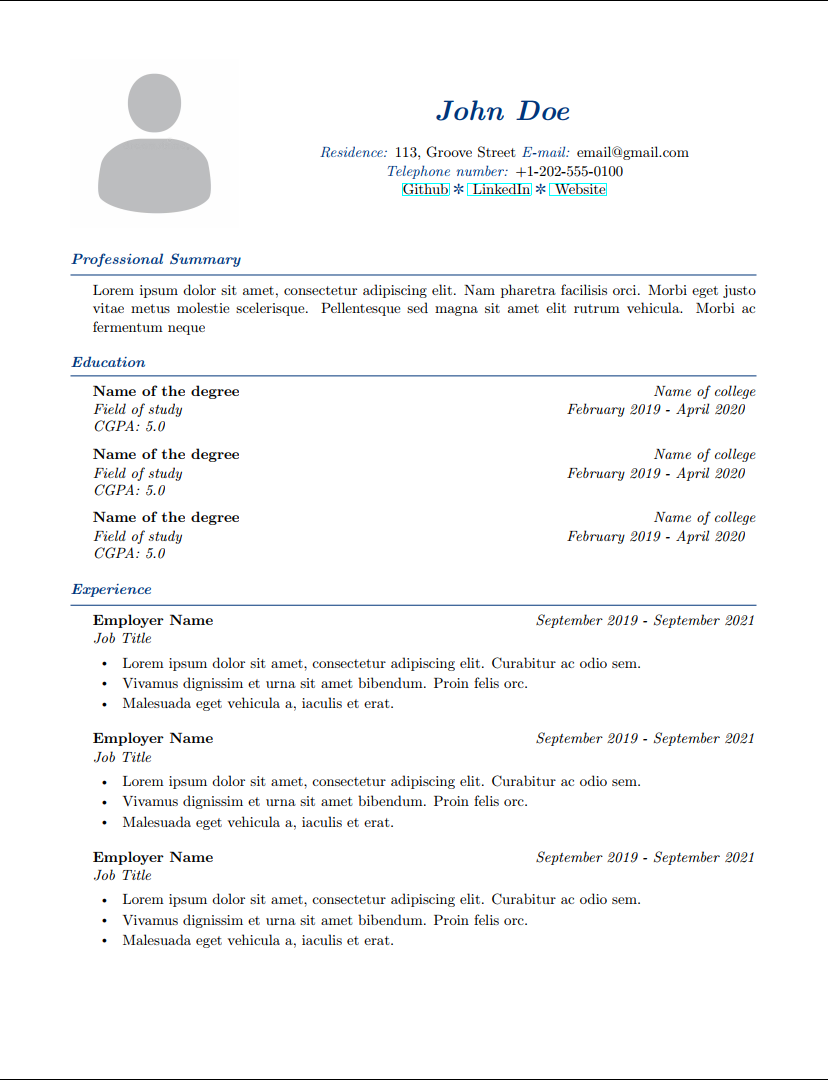 John Doe
Residence: 113, Groove Street E-mail: email@gmail.com
Telephone number: +1-202-555-0100
Github ✻ LinkedIn ✻ Website
Professional Summary
Lorem ipsum dolor sit amet, consectetur adipiscing elit. Nam pharetra facilisis orci. Morbi eget justo
vitae metus molestie scelerisque. Pellentesque sed magna sit amet elit rutrum vehicula. Morbi ac
fermentum neque
Education
Name of the degree Name of college
Field of study February 2019 - April 2020
CGPA: 5.0
Name of the degree Name of college
Field of study February 2019 - April 2020
CGPA: 5.0
Name of the degree Name of college
Field of study February 2019 - April 2020
CGPA: 5.0
Experience
Employer Name September 2019 - September 2021
Job Title
• Lorem ipsum dolor sit amet, consectetur adipiscing elit. Curabitur ac odio sem.
• Vivamus dignissim et urna sit amet bibendum. Proin felis orc.
• Malesuada eget vehicula a, iaculis et erat.
Employer Name September 2019 - September 2021
Job Title
• Lorem ipsum dolor sit amet, consectetur adipiscing elit. Curabitur ac odio sem.
• Vivamus dignissim et urna sit amet bibendum. Proin felis orc.
• Malesuada eget vehicula a, iaculis et erat.
Employer Name September 2019 - September 2021
Job Title
• Lorem ipsum dolor sit amet, consectetur adipiscing elit. Curabitur ac odio sem.
• Vivamus dignissim et urna sit amet bibendum. Proin felis orc.
• Malesuada eget vehicula a, iaculis et erat.